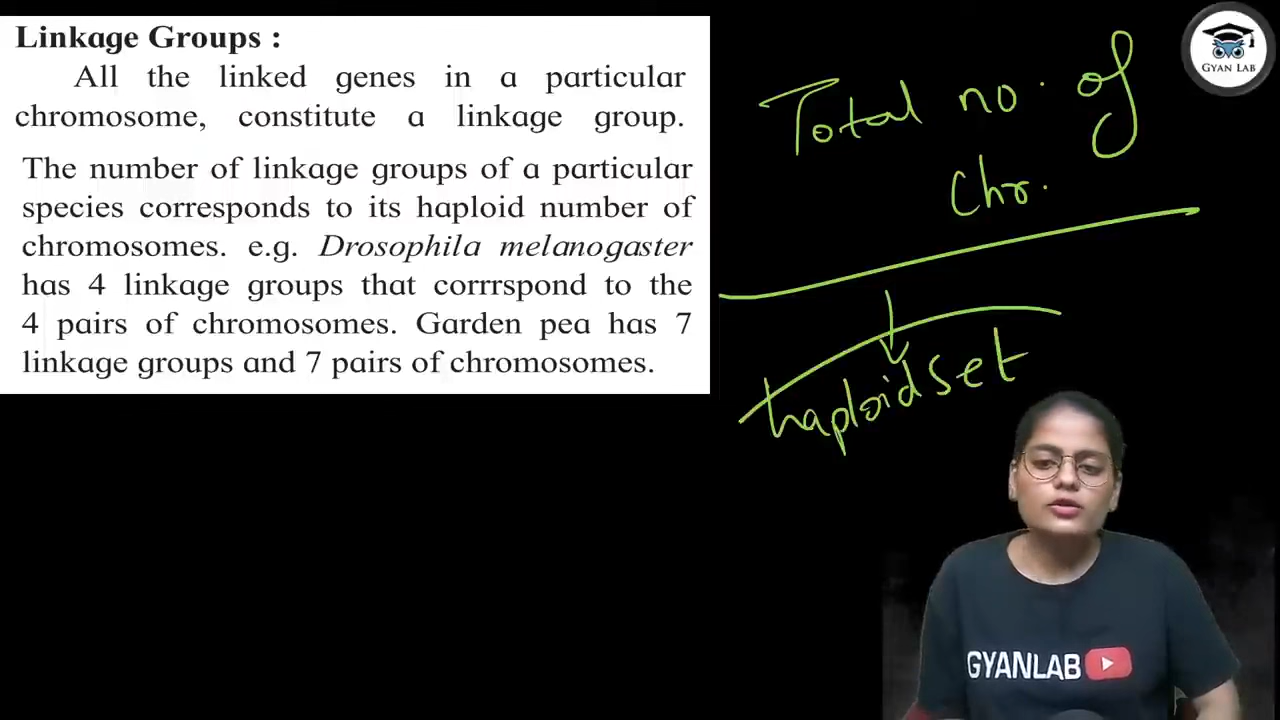 Linkage Groups :
All the linked genes in a particular
chromosome, constitute a linkage group.
The number of linkage groups of a particular
species corresponds to its haploid number of
chromosomes. e.g. Drosophila melanogaster
has 4 linkage groups that corrrspond to the
4 pairs of chromosomes. Garden pea has 7
linkage groups and 7 pairs of chromosomes.
Total no. of
Chr.
haploid set
GYAN LAB
GYANLAB